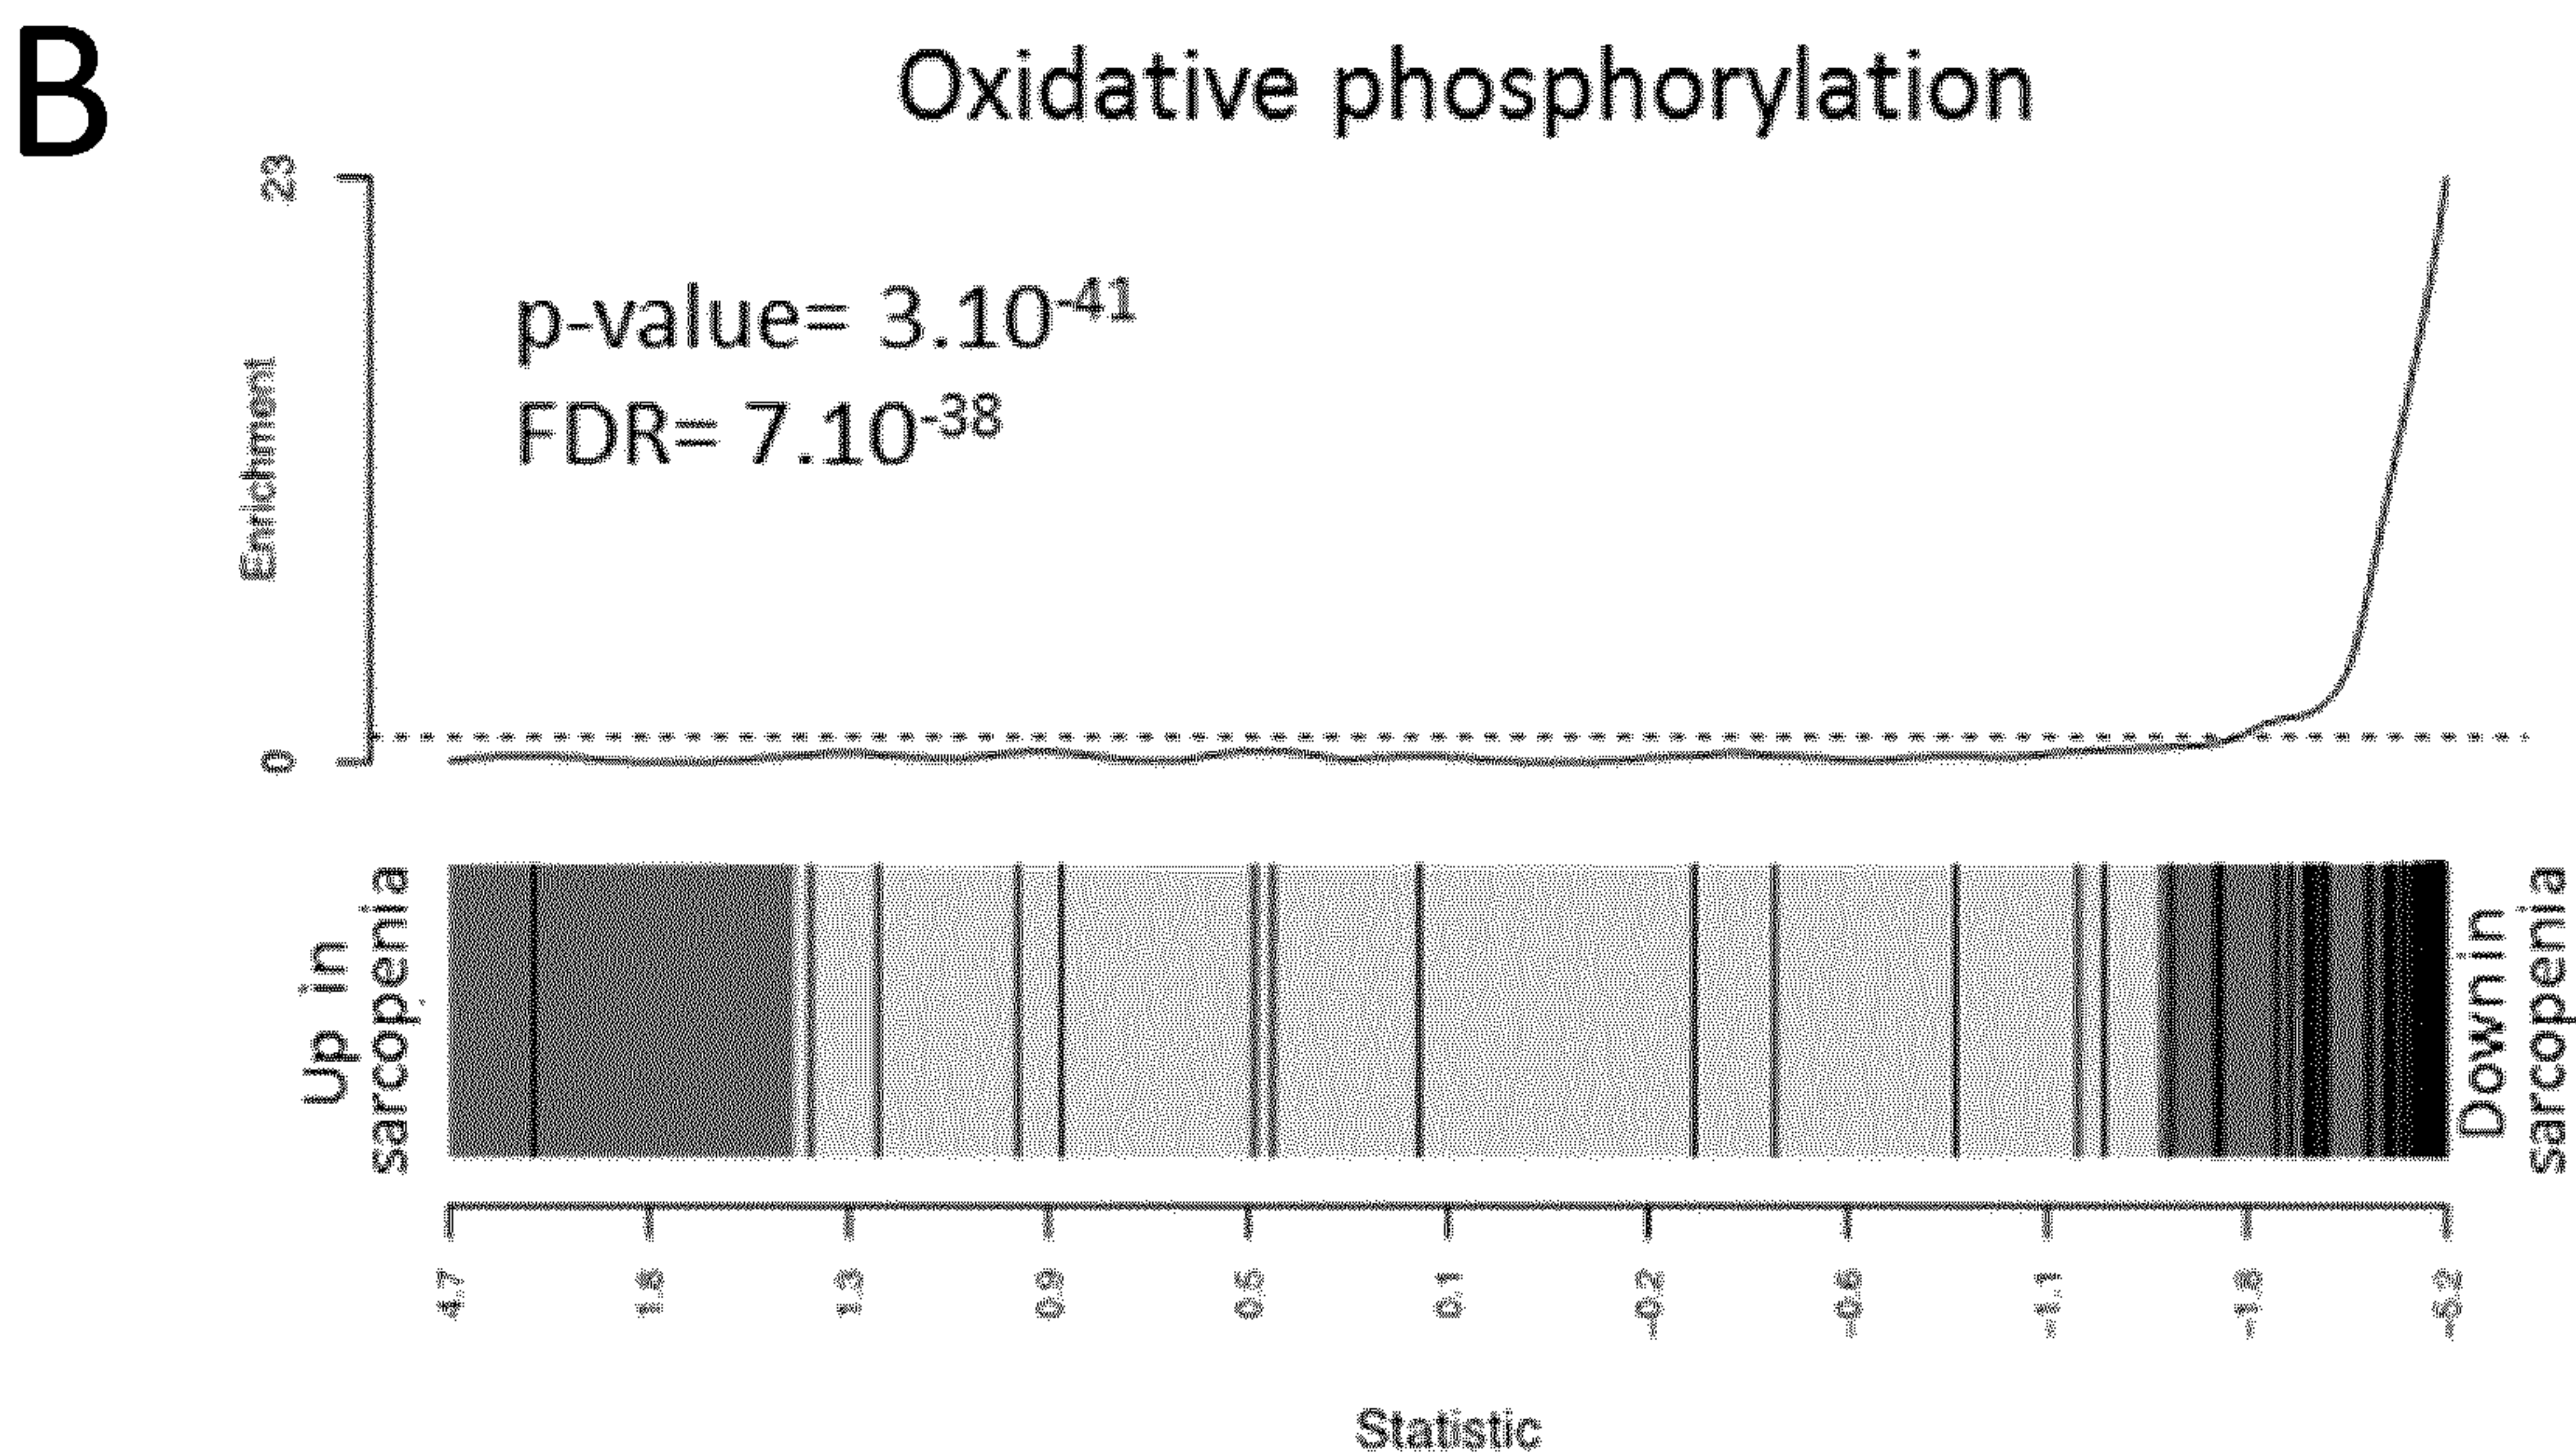 B
Oxidative phosphorylation
23
Enrichment
0
p-value= 3.10-41
FDR= 7.10-38
Up in
sarcopenia
Down in
sarcopenia
4.7
1.8
1.3
0.9
0.5
0.1
-0.2
-0.6
-1.1
-1.8
-5.2
Statistic